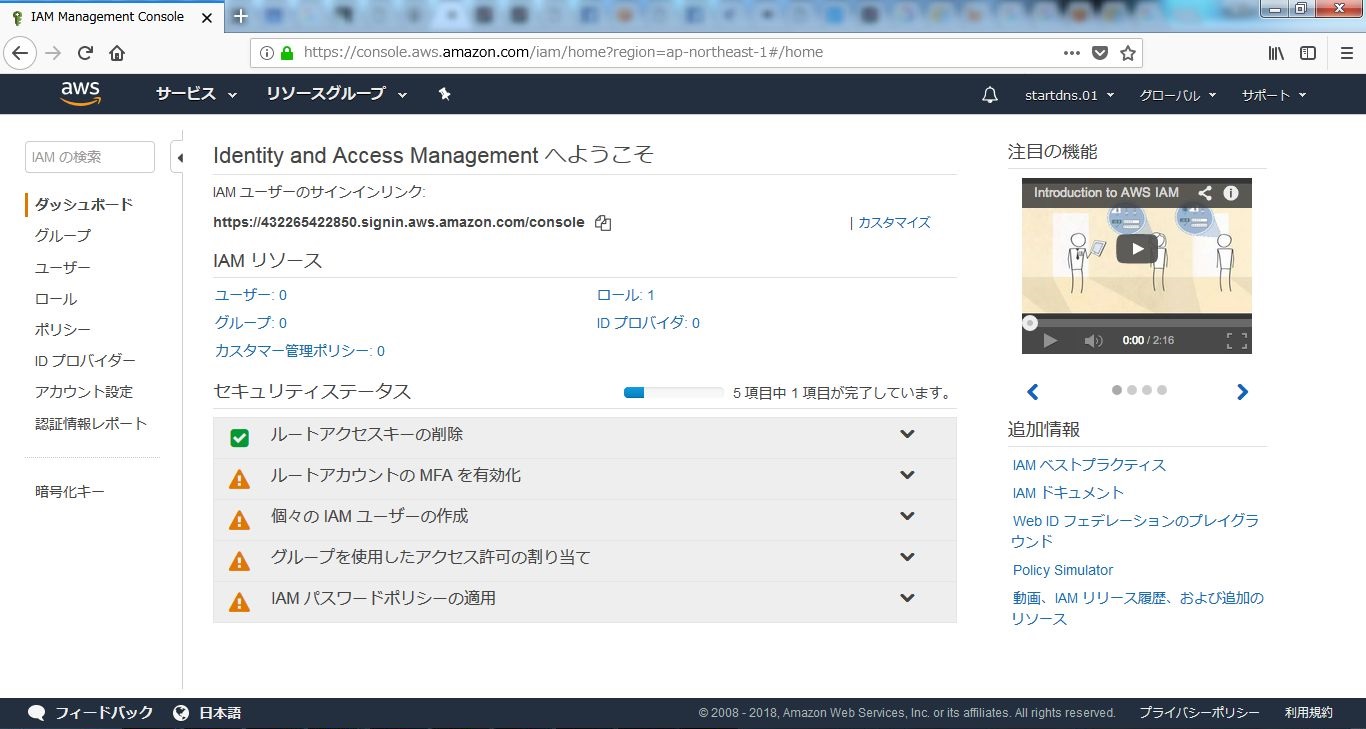 IAM Management Console
https://console.aws.amazon.com/iam/home?region=ap-northeast-1#/home
aws
サービス
リソースグループ
startdns.01
グローバル
サポート
IAM の検索
ダッシュボード
グループ
ユーザー
ロール
ポリシー
ID プロバイダー
アカウント設定
認証情報レポート
暗号化キー
Identity and Access Management へようこそ
IAM ユーザーのサインインリンク:
https://432265422850.signin.aws.amazon.com/console
| カスタマイズ
IAM リソース
ユーザー: 0
ロール: 1
グループ: 0
ID プロバイダ: 0
カスタマー管理ポリシー: 0
セキュリティステータス
5 項目中 1 項目が完了しています。
ルートアクセスキーの削除
ルートアカウントの MFA を有効化
個々の IAM ユーザーの作成
グループを使用したアクセス許可の割り当て
IAM パスワードポリシーの適用
注目の機能
Introduction to AWS IAM
0:00 / 2:16
追加情報
IAM ベストプラクティス
IAM ドキュメント
Web ID フェデレーションのプレイグラ
ウンド
Policy Simulator
動画、IAM リリース履歴、および追加の
リソース
フィードバック
日本語
© 2008 - 2018, Amazon Web Services, Inc. or its affiliates. All rights reserved.
プライバシーポリシー
利用規約